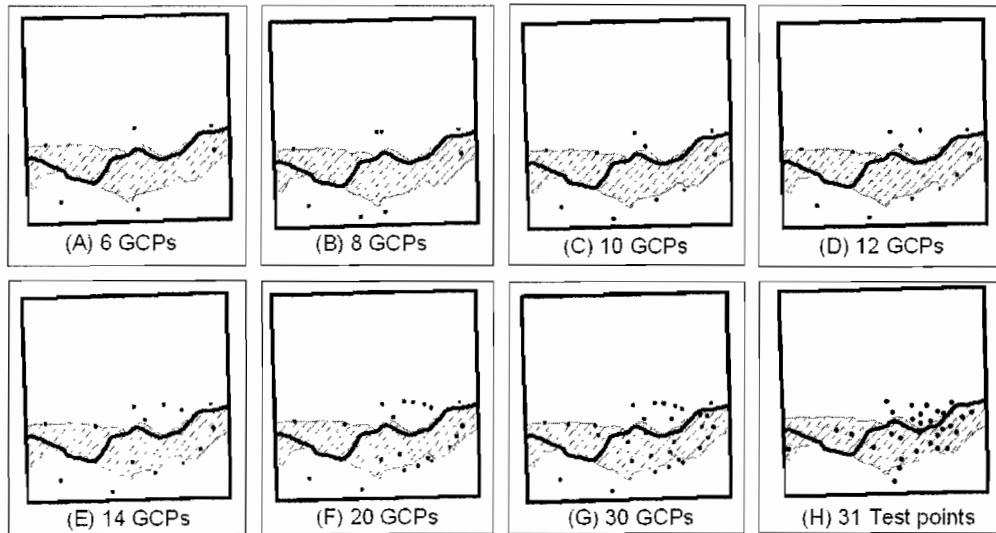 (A) 6 GCPs
(B) 8 GCPs
(C) 10 GCPs
(D) 12 GCPs
(E) 14 GCPs
(F) 20 GCPs
(G) 30 GCPs
(H) 31 Test points